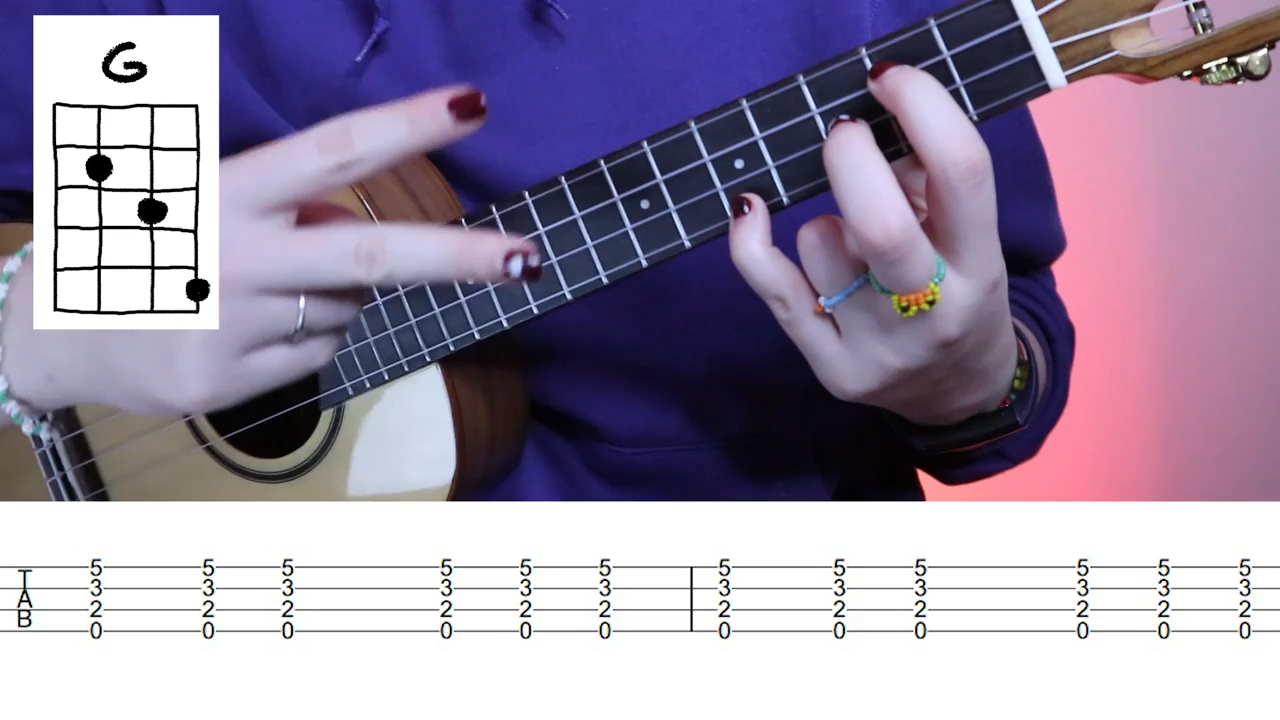 G
5 5 5 5 5 5 5 5 5 5 5 5
T 3 3 3 3 3 3 3 3 3 3 3 3
A 2 2 2 2 2 2 2 2 2 2 2 2
B 0 0 0 0 0 0 0 0 0 0 0 0